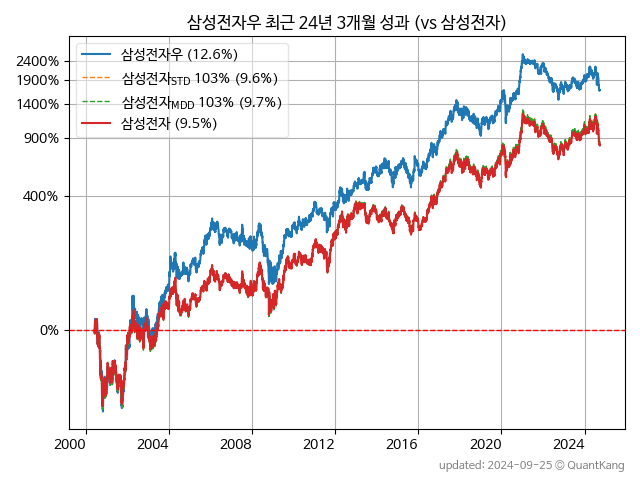 삼성전자우 최근 24년 3개월 성과 (vs 삼성전자)
삼성전자우 (12.6%)
삼성전자STD 103% (9.6%)
삼성전자MDD 103% (9.7%)
삼성전자 (9.5%)
2400%
1900%
1400%
900%
400%
0%
2000 2004 2008 2012 2016 2020 2024
updated: 2024-09-25 © QuantKang